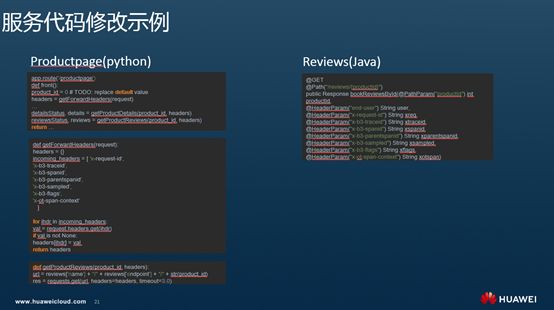 服务代码修改示例
Productpage(python)
app.route('/productpage')
def front():
product_id = 0 # TODO: replace default value
headers = getForwardHeaders(request)
detailsStatus, details = getProductDetails(product_id, headers)
reviewsStatus, reviews = getProductReviews(product_id, headers)
return ...
def getForwardHeaders(request):
headers = {}
incoming_headers = [ 'x-request-id',
'x-b3-traceid',
'x-b3-spanid',
'x-b3-parentspanid',
'x-b3-sampled',
'x-b3-flags',
'x-ot-span-context'
]
for ihdr in incoming_headers:
val = request.headers.get(ihdr)
if val is not None:
headers[ihdr] = val
return headers
def getProductReviews(product_id, headers):
url = reviews['name'] + "/" + reviews['endpoint'] + "/" + str(product_id)
res = requests.get(url, headers=headers, timeout=3.0)
Reviews(Java)
@GET
@Path("/reviews/{productId}")
public Response bookReviewsById(@PathParam("productId") int
productId,
@HeaderParam("end-user") String user,
@HeaderParam("x-request-id") String xreq,
@HeaderParam("x-b3-traceid") String xtraceid,
@HeaderParam("x-b3-spanid") String xspanid,
@HeaderParam("x-b3-parentspanid") String xparentspanid,
@HeaderParam("x-b3-sampled") String xsampled,
@HeaderParam("x-b3-flags") String xflags,
@HeaderParam("x-ot-span-context") String xotspan)
www.huaweicloud.com 21
HUAWEI